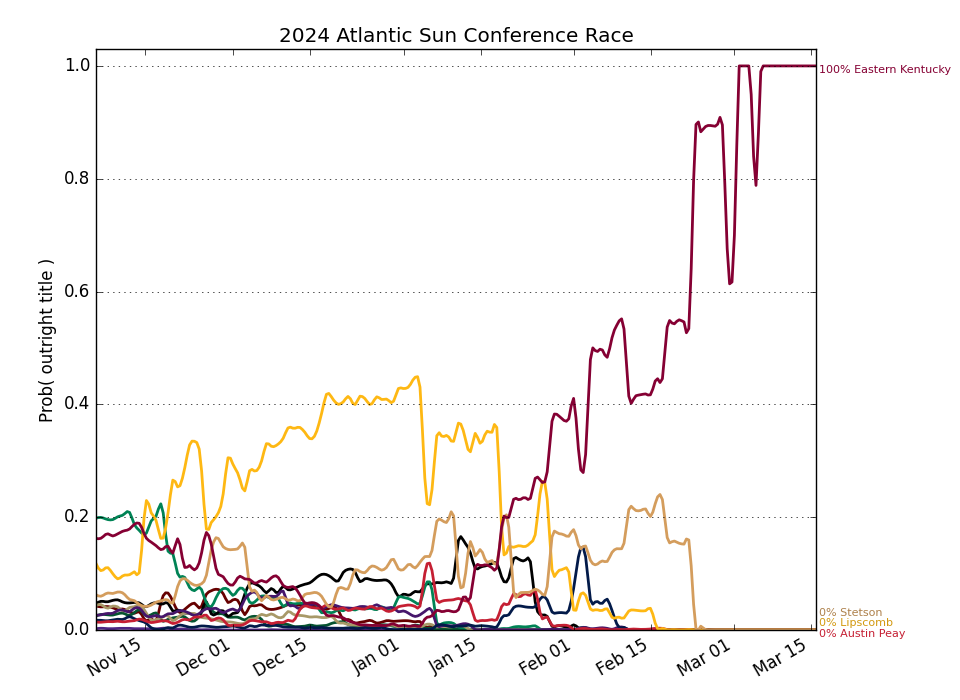 2024 Atlantic Sun Conference Race
Prob( outright title )
1.0
0.8
0.6
0.4
0.2
0.0
100% Eastern Kentucky
0% Stetson
0% Lipscomb
0% Austin Peay
Nov 15
Dec 01
Dec 15
Jan 01
Jan 15
Feb 01
Feb 15
Mar 01
Mar 15